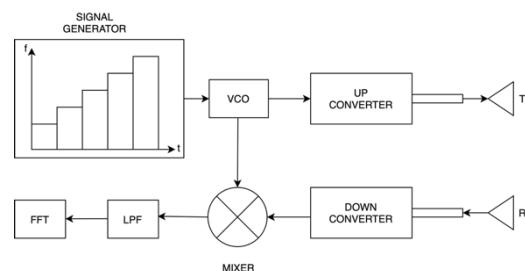 SIGNAL
GENERATOR
f
t
VCO
UP
CONVERTER
T
FFT
LPF
MIXER
DOWN
CONVERTER
R